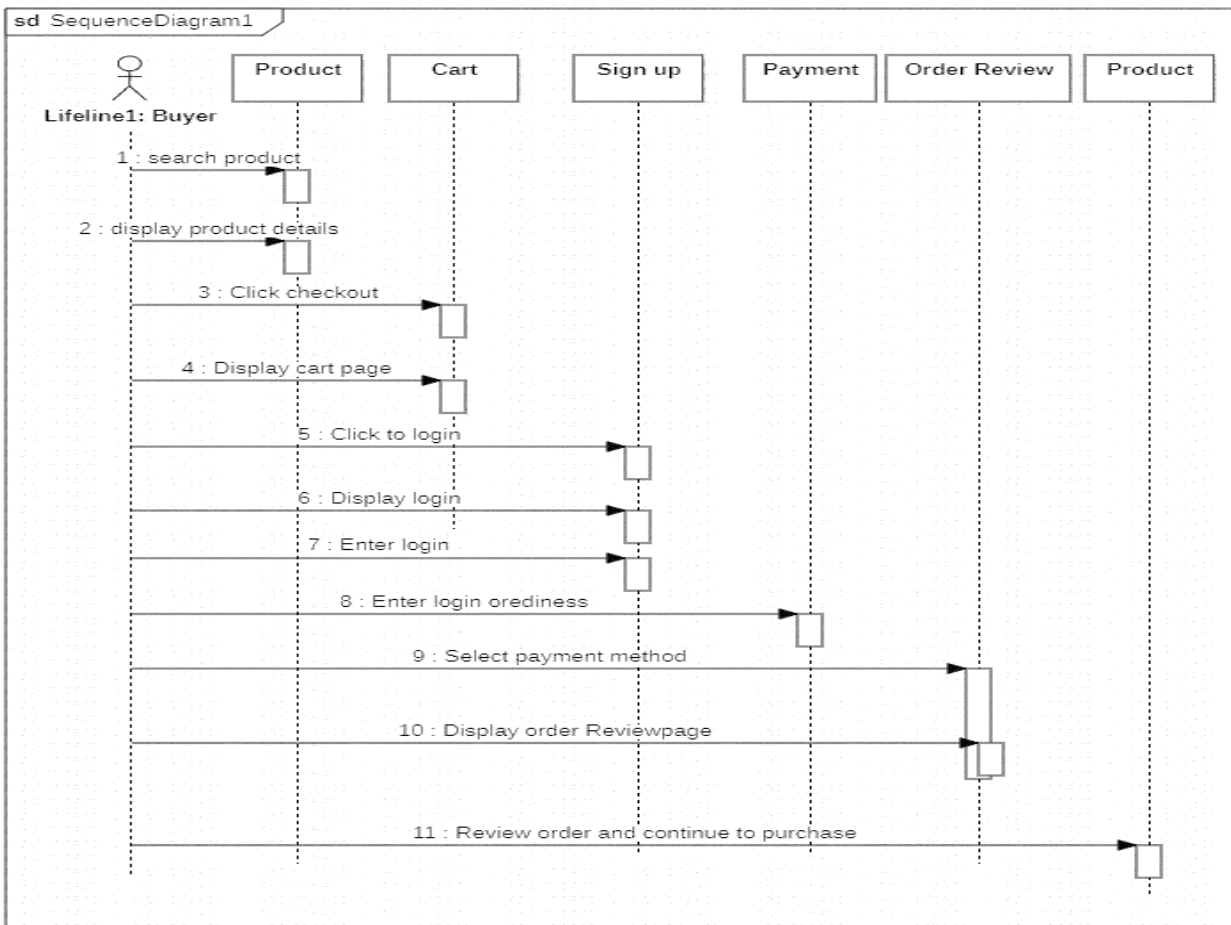 sd SequenceDiagram1
Product
Cart
Sign up
Payment
Order Review
Product
Lifeline1: Buyer
1 : search product
2 : display product details
3 : Click checkout
4 : Display cart page
5 : Click to login
6 : Display login
7 : Enter login
8 : Enter login orediness
9 : Select payment method
10 : Display order Reviewpage
11 : Review order and continue to purchase